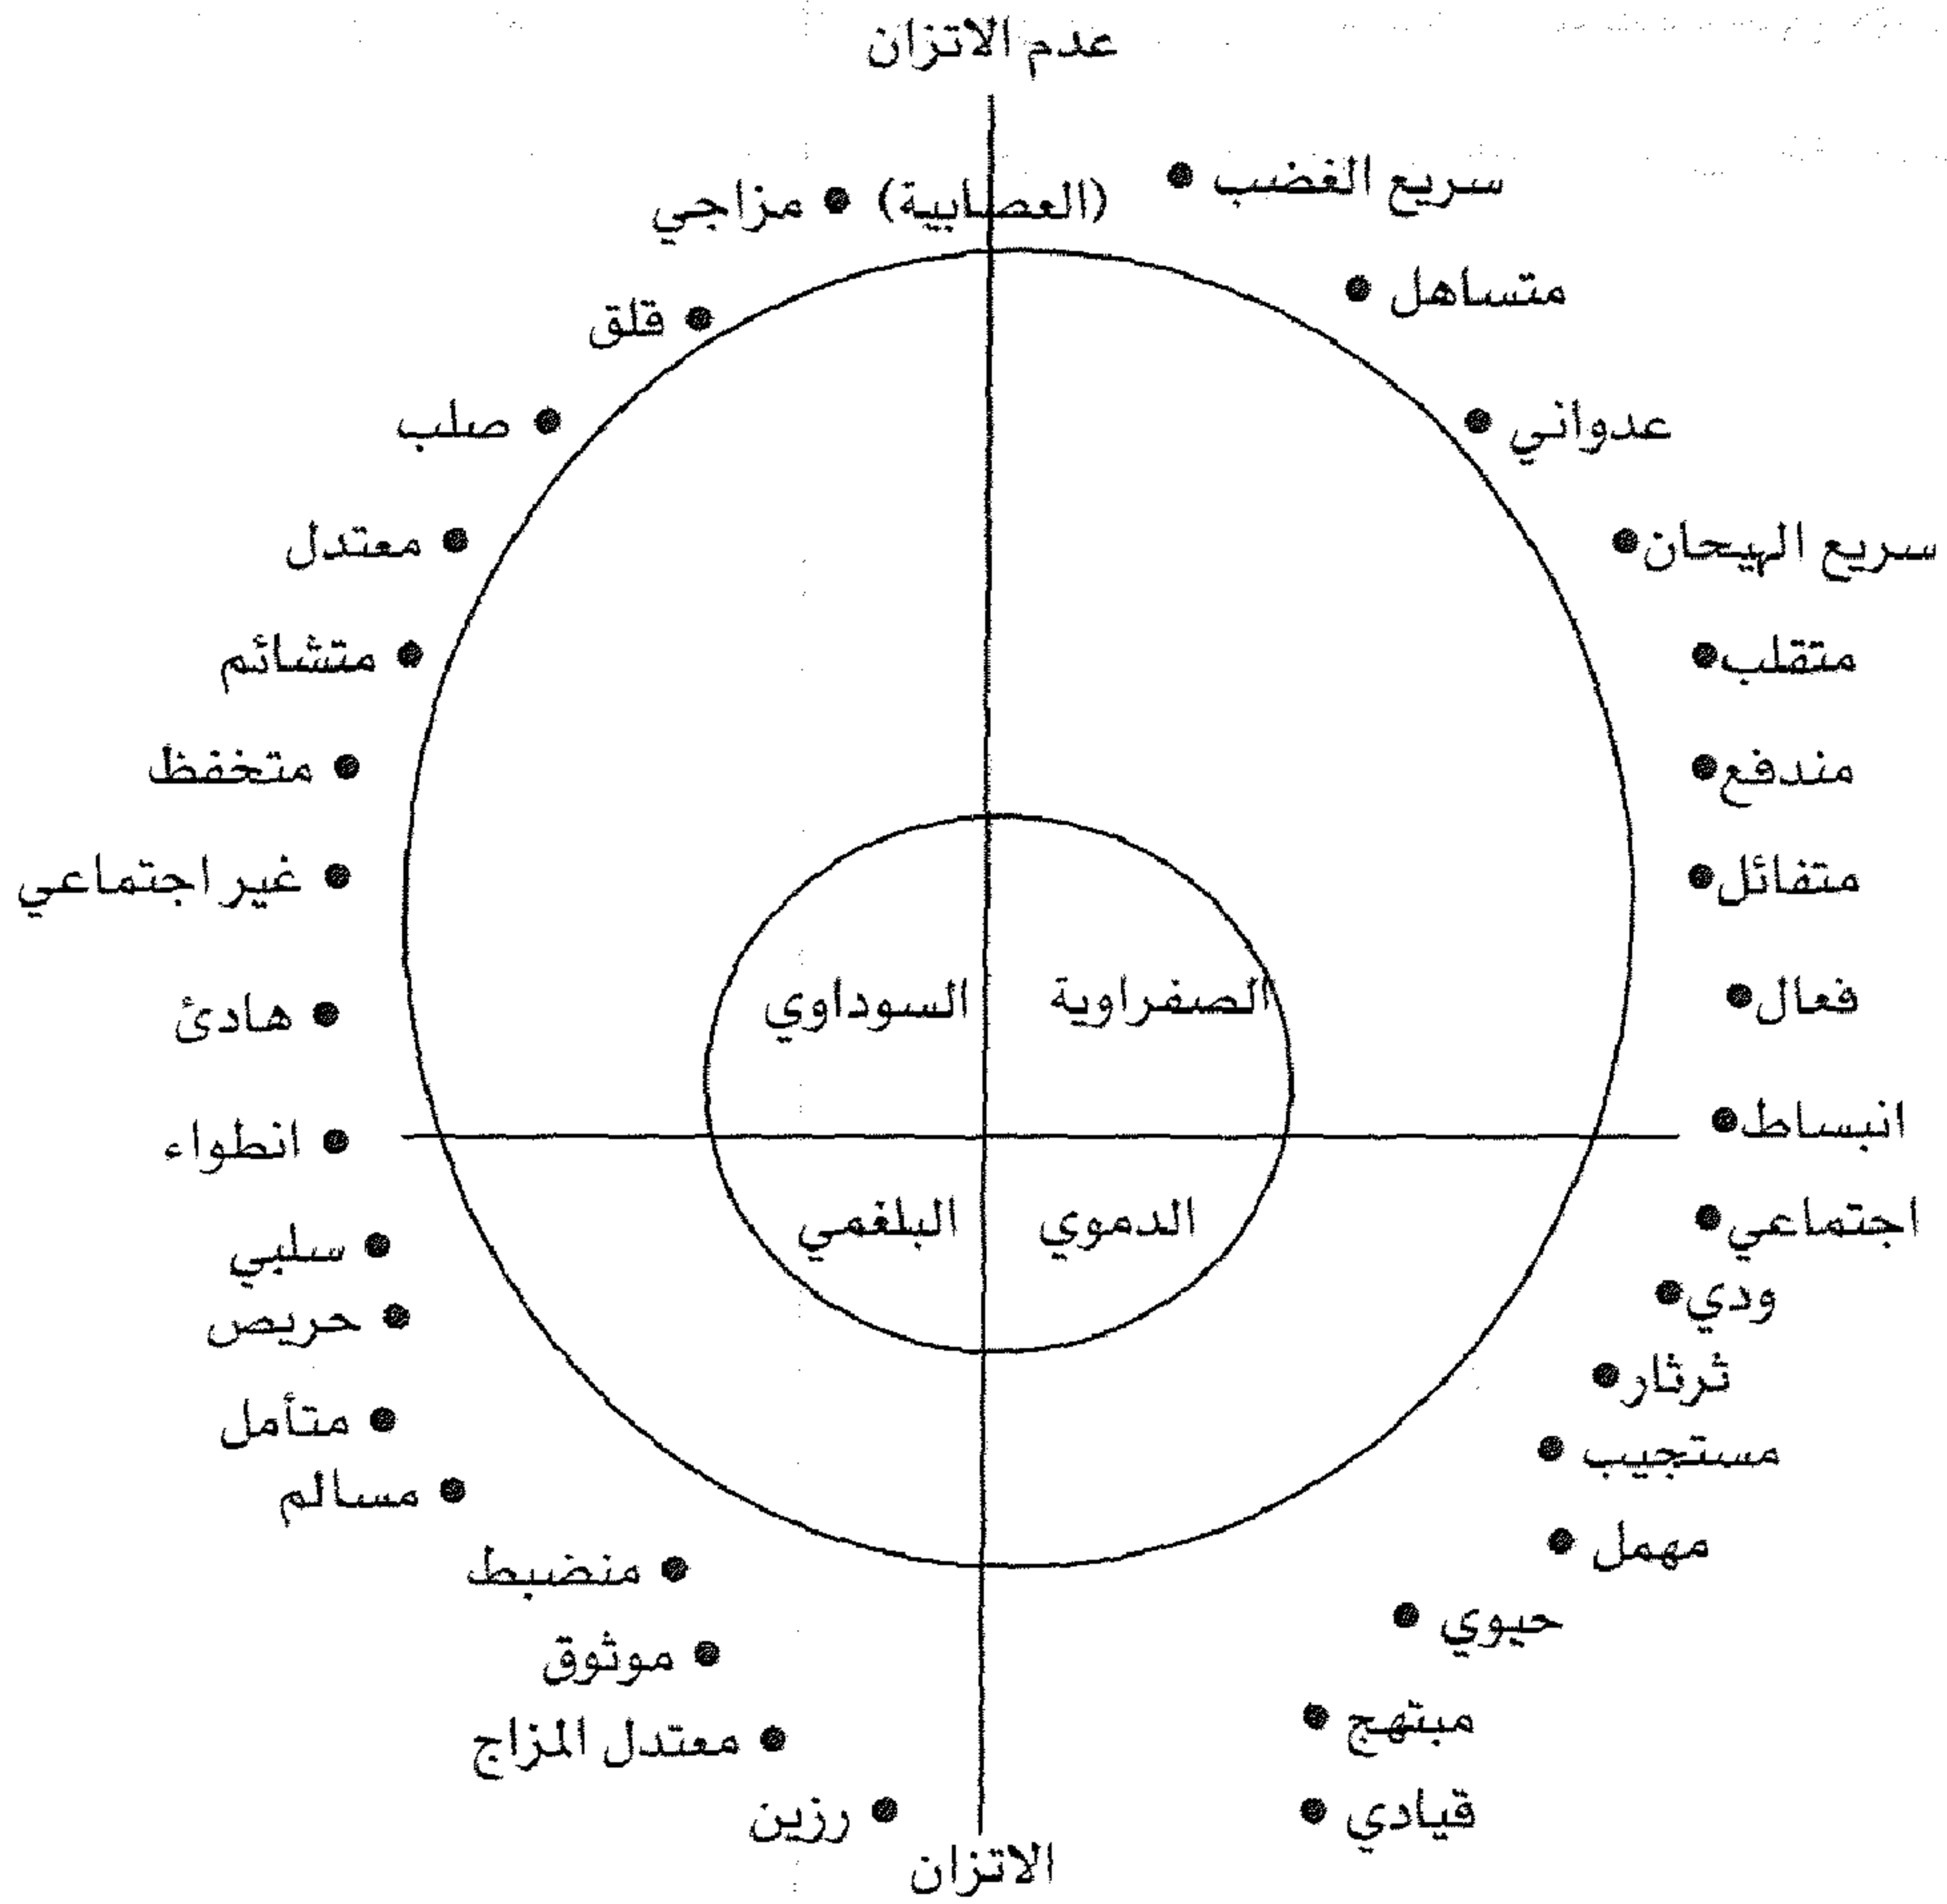 عدم الاتزان
سريع الغضب
(العصابية)
مزاجي
متساهل
قلق
عدواني
صلب
سريع الهيحان
معتدل
متقلب
متشائم
مندفع
متخفظ
متفائل
غير اجتماعي
فعال
الصفراوية
السوداوي
هادئ
انبساط
انطواء
اجتماعي
الدموي
البلغمي
سلبي
ودي
حريص
ثرثار
متأمل
مستجيب
مسالم
مهمل
منضبط
حيوي
موثوق
مبتهج
معتدل المزاج
قيادي
رزين
الاتزان